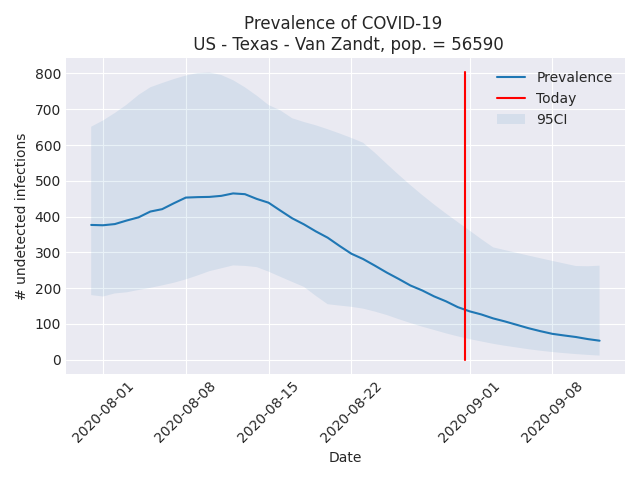 Prevalence of COVID-19
US - Texas - Van Zandt, pop. = 56590
# undetected infections
800
700
600
500
400
300
200
100
0
Prevalence
Today
95CI
2020-08-01
2020-08-08
2020-08-15
2020-08-22
2020-09-01
2020-09-08
Date